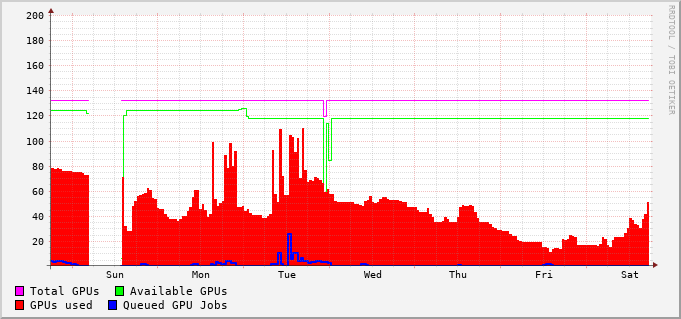 200
180
160
140
120
100
80
60
40
20
Sun Mon Tue Wed Thu Fri Sat
Total GPUs Available GPUs
GPUs used Queued GPU Jobs
RRDTOOL / TOBI OETIKER